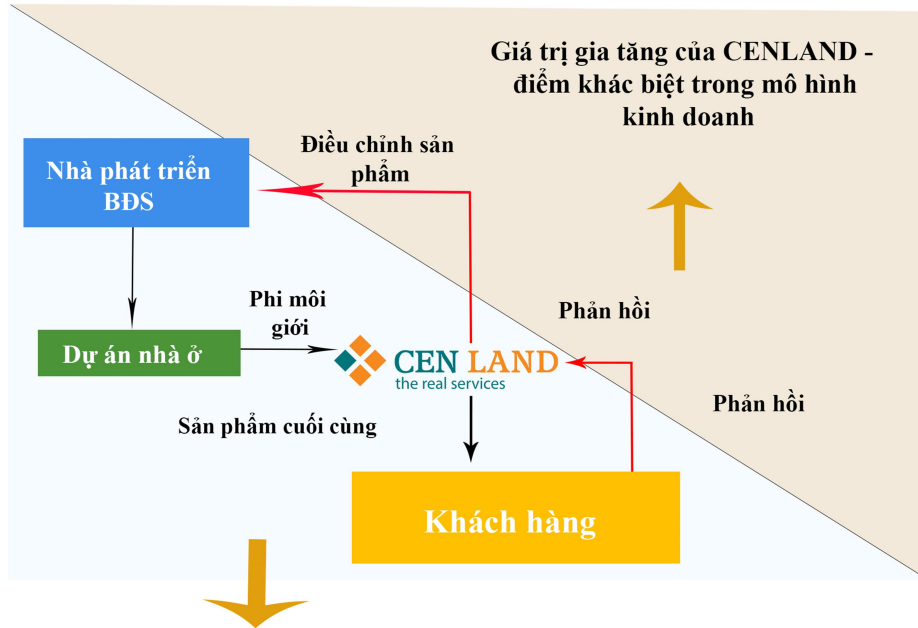 Giá trị gia tăng của CENLAND -
điểm khác biệt trong mô hình
kinh doanh
Điều chỉnh sản
phẩm
Nhà phát triển
BĐS
Phi môi
giới
Phản hồi
Dự án nhà ở
CEN LAND
the real services
Phản hồi
Sản phẩm cuối cùng
Khách hàng